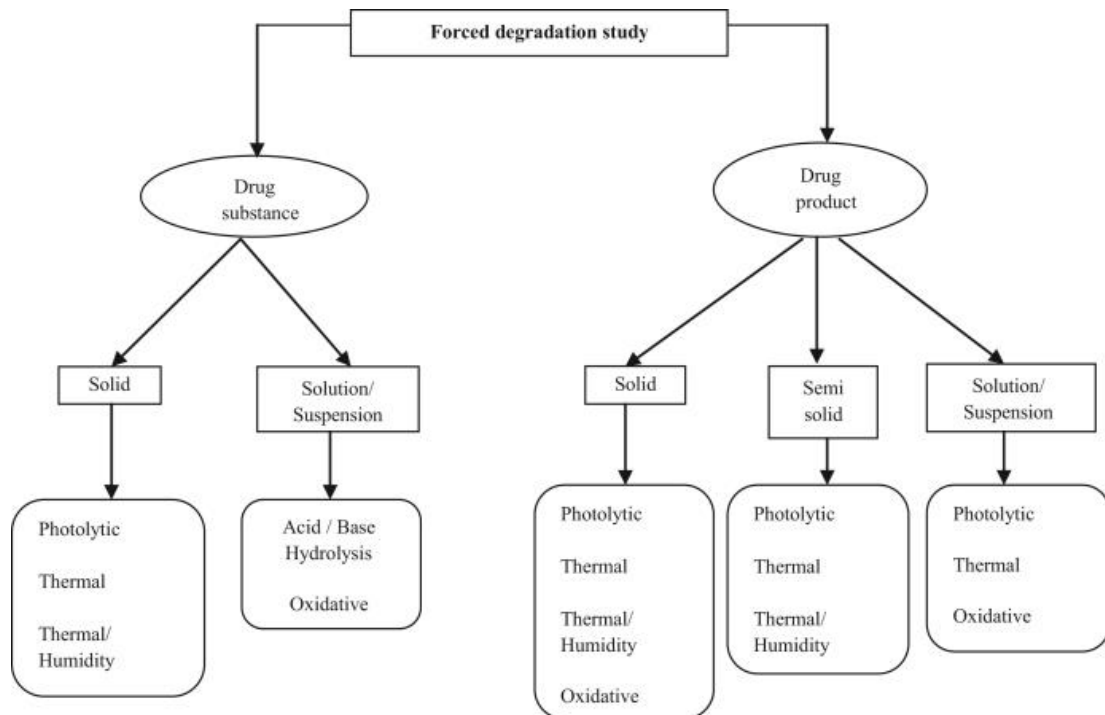 Forced degradation study
Drug
substance
Drug
product
Solid
Solution/
Suspension
Solid
Semi
solid
Solution/
Suspension
Photolytic
Thermal
Thermal/
Humidity
Acid / Base
Hydrolysis
Oxidative
Photolytic
Thermal
Thermal/
Humidity
Oxidative
Photolytic
Thermal
Thermal/
Humidity
Photolytic
Thermal
Oxidative